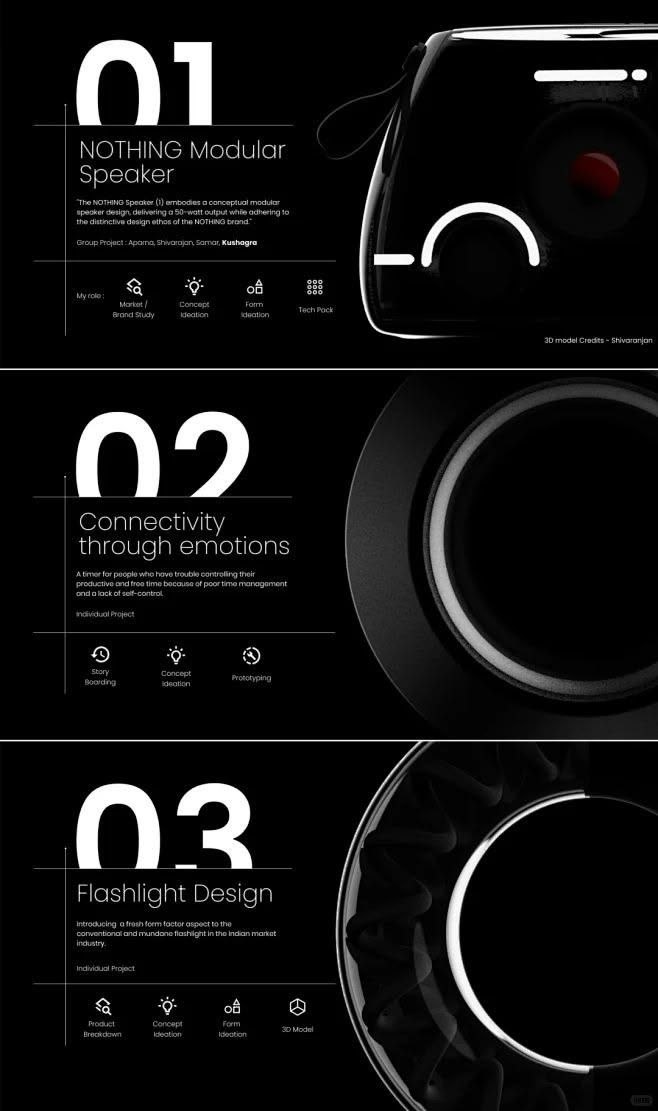 01
NOTHING Modular
Speaker
"The NOTHING Speaker (1) embodies a conceptual modular
speaker design, delivering a 50-watt output while adhering to
the distinctive design ethos of the NOTHING brand."
Group Project : Aparna, Shivarajan, Samar, Kushagra
My role :
Market /
Brand Study
Concept
Ideation
Form
Ideation
Tech Pack
3D model Credits - Shivaranjan
02
Connectivity
through emotions
A timer for people who have trouble controlling their
productive and free time because of poor time management
and a lack of self-control.
Individual Project
Story
Boarding
Concept
Ideation
Prototyping
03
Flashlight Design
Introducing a fresh form factor aspect to the
conventional and mundane flashlight in the Indian market
industry.
Individual Project
Product
Breakdown
Concept
Ideation
Form
Ideation
3D Model